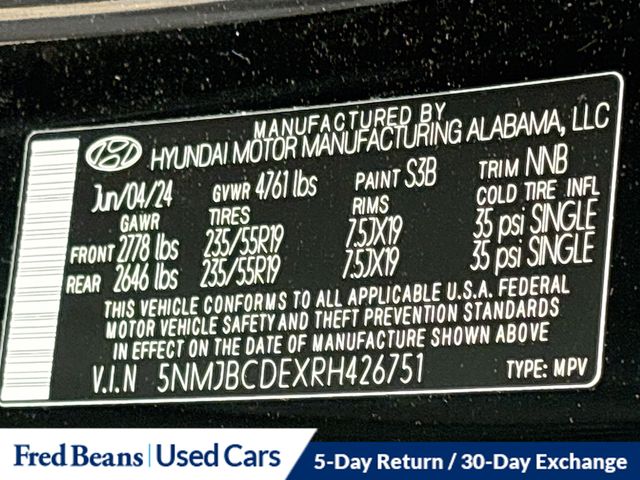 MANUFACTURED BY
HYUNDAI MOTOR MANUFACTURING ALABAMA, LLC
Jun/04/24 GVWR 4761 lbs PAINT S3B TRIM NNB
GAWR TIRES RIMS COLD TIRE INFL
FRONT 2778 lbs 235/55R19 7.5JX19 35 psi SINGLE
REAR 2646 lbs 235/55R19 7.5JX19 35 psi SINGLE
THIS VEHICLE CONFORMS TO ALL APPLICABLE U.S.A. FEDERAL
MOTOR VEHICLE SAFETY AND THEFT PREVENTION STANDARDS
IN EFFECT ON THE DATE OF MANUFACTURE SHOWN ABOVE
V.I.N 5NMJBCDEXRH426751 TYPE: MPV
Fred Beans | Used Cars 5-Day Return / 30-Day Exchange